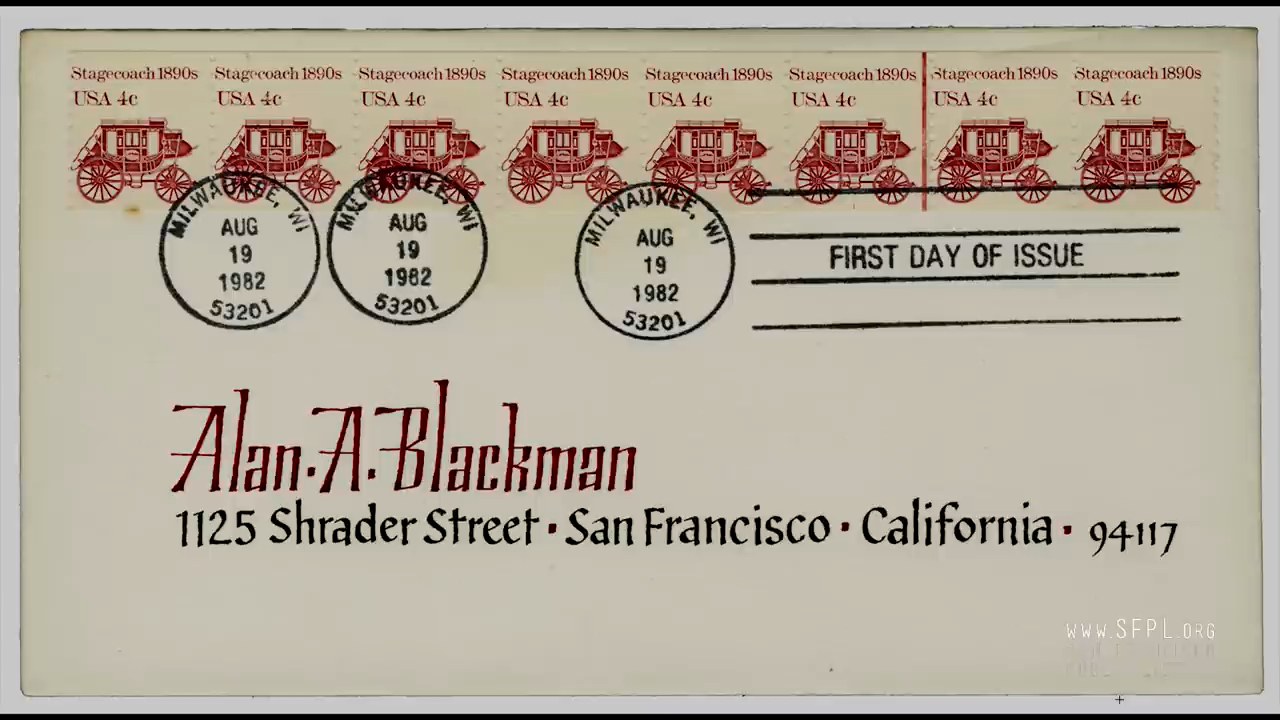 Stagecoach 1890s Stagecoach 1890s Stagecoach 1890s Stagecoach 1890s Stagecoach 1890s Stagecoach 1890s Stagecoach 1890s Stagecoach 1890s
USA 4c USA 4c USA 4c USA 4c USA 4c USA 4c USA 4c USA 4c
MILWAUKEE, WI
AUG
19
1982
53201
MILWAUKEE, WI
AUG
19
1982
53201
MILWAUKEE, WI
AUG
19
1982
53201
FIRST DAY OF ISSUE
Alan·A·Blackman
1125 Shrader Street · San Francisco · California · 94117
WWW.SFPL.ORG